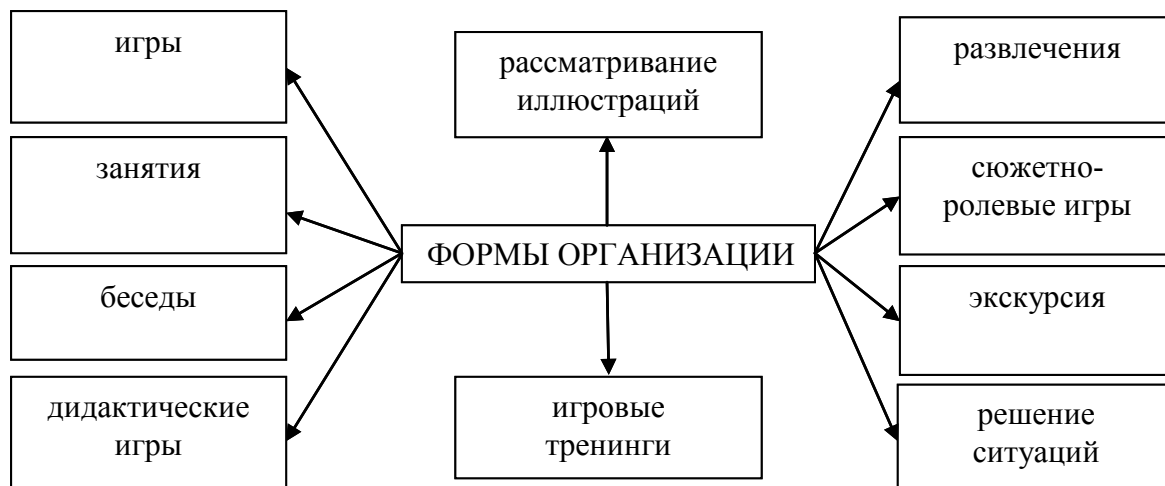 игры
занятия
беседы
дидактические
игры
рассматривание
иллюстраций
ФОРМЫ ОРГАНИЗАЦИИ
игровые
тренинги
развлечения
сюжетно-
ролевые игры
экскурсия
решение
ситуаций